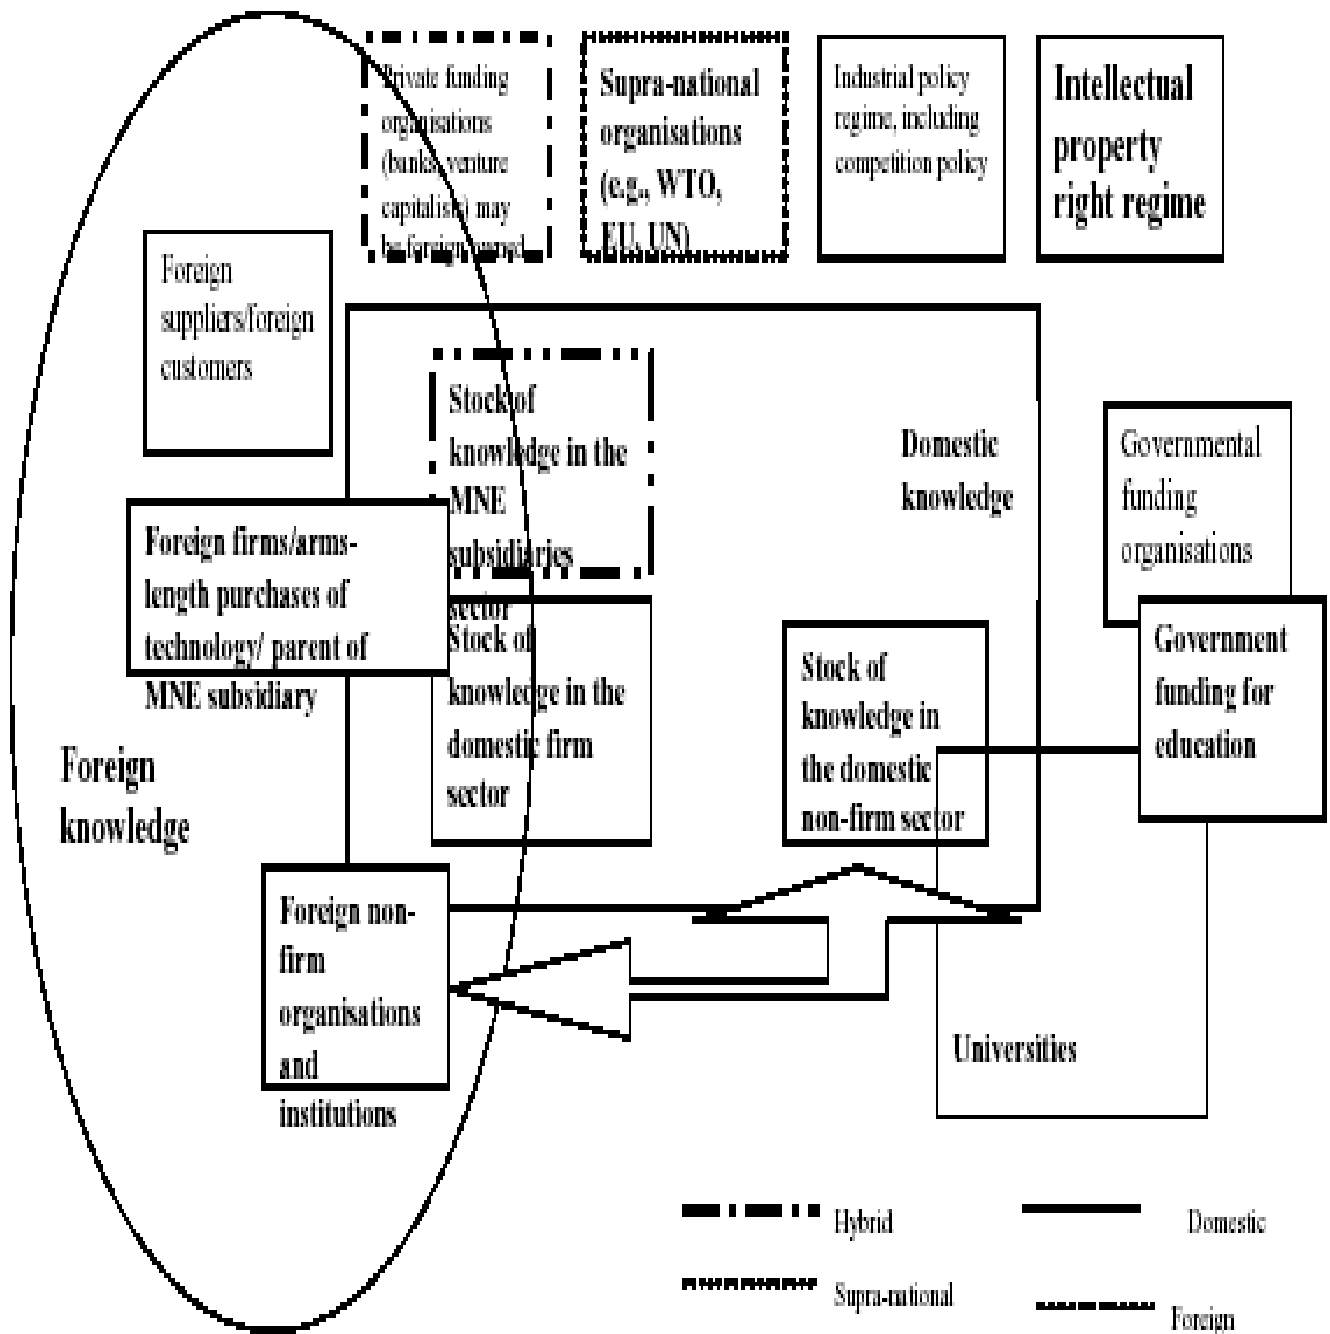 Private funding
organisations
(banks, venture
capitalists) may
be foreign owned
Supra-national
organisations
(e.g., WTO,
EU, UN)
Industrial policy
regime, including
competition policy
Intellectual
property
right regime
Foreign
suppliers/foreign
customers
Stock of
knowledge in the
MNE
subsidiaries
sector
Domestic
knowledge
Governmental
funding
organisations
Foreign firms/arms-
length purchases of
technology/ parent of
MNE subsidiary
Stock of
knowledge in the
domestic firm
sector
Stock of
knowledge in
the domestic
non-firm sector
Government
funding for
education
Foreign
knowledge
Foreign non-
firm
organisations
and
institutions
Universities
Hybrid
Domestic
Supra-national
Foreign